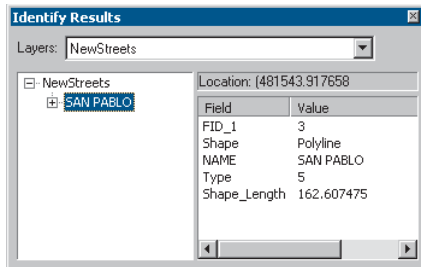 Identify Results
Layers: NewStreets
NewStreets
SAN PABLO
Location: (481543.917658
Field Value
FID_1 3
Shape Polyline
NAME SAN PABLO
Type 5
Shape_Length 162.607475